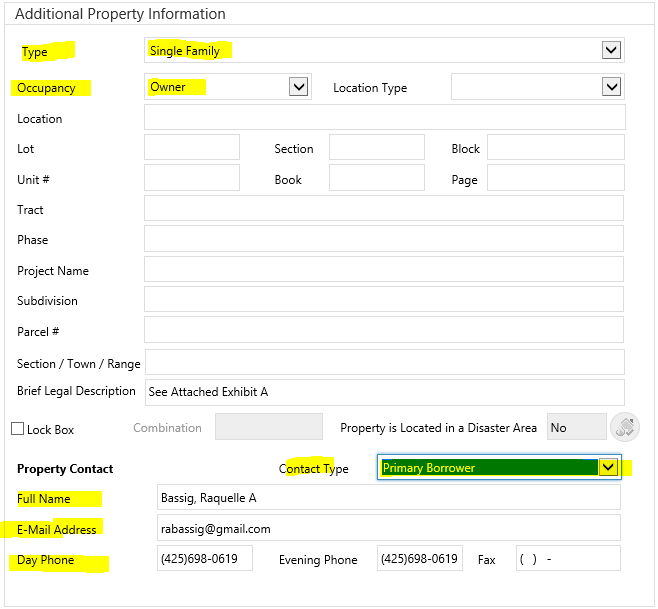 Additional Property Information
Type Single Family
Occupancy Owner Location Type
Location
Lot Section Block
Unit # Book Page
Tract
Phase
Project Name
Subdivision
Parcel #
Section / Town / Range
Brief Legal Description See Attached Exhibit A
Lock Box Combination Property is Located in a Disaster Area No
Property Contact Contact Type Primary Borrower
Full Name Bassig, Raquelle A
E-Mail Address rabassig@gmail.com
Day Phone (425)698-0619 Evening Phone (425)698-0619 Fax ( ) -